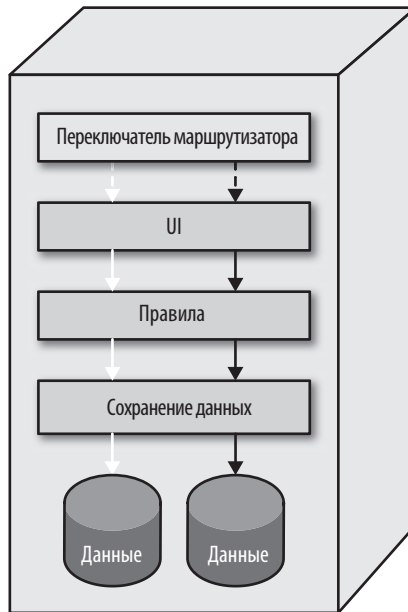 Переключатель маршрутизатора
UI
Правила
Сохранение данных
Данные
Данные